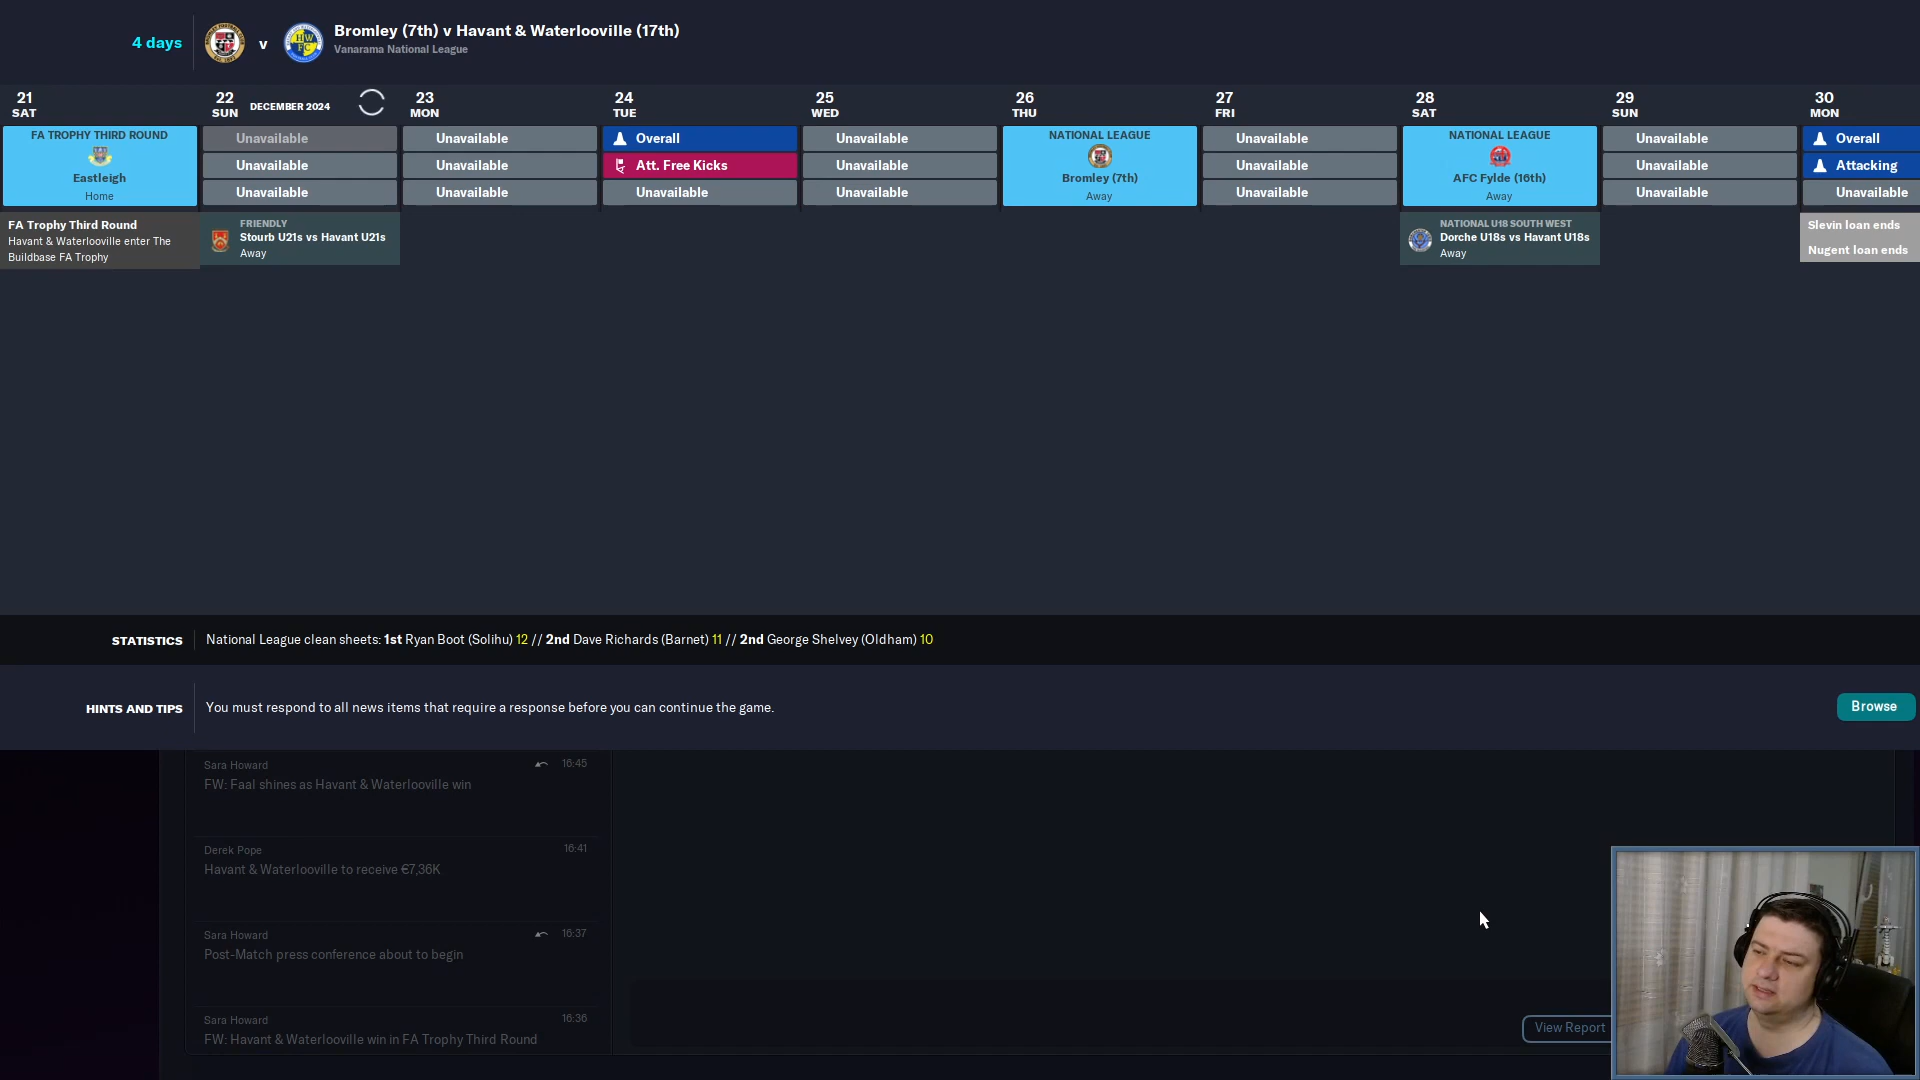 4 days
v
Bromley (7th) v Havant & Waterlooville (17th)
Vanarama National League
21
SAT
22
SUN
DECEMBER 2024
23
MON
24
TUE
25
WED
26
THU
27
FRI
28
SAT
29
SUN
30
MON
FA TROPHY THIRD ROUND
Eastleigh
Home
Unavailable
Unavailable
Unavailable
Unavailable
Unavailable
Unavailable
Overall
Att. Free Kicks
Unavailable
Unavailable
Unavailable
Unavailable
NATIONAL LEAGUE
Bromley (7th)
Away
Unavailable
Unavailable
Unavailable
NATIONAL LEAGUE
AFC Fylde (16th)
Away
Unavailable
Unavailable
Unavailable
Overall
Attacking
Unavailable
FA Trophy Third Round
Havant & Waterlooville enter The
Buildbase FA Trophy
FRIENDLY
Stourb U21s vs Havant U21s
Away
NATIONAL U18 SOUTH WEST
Dorche U18s vs Havant U18s
Away
Slevin loan ends
Nugent loan ends
STATISTICS
National League clean sheets: 1st Ryan Boot (Solihu) 12 // 2nd Dave Richards (Barnet) 11 // 2nd George Shelvey (Oldham) 10
HINTS AND TIPS
You must respond to all news items that require a response before you can continue the game.
Browse
Sara Howard
16:45
FW: Faal shines as Havant & Waterlooville win
Derek Pope
16:41
Havant & Waterlooville to receive €7,36K
Sara Howard
16:37
Post-Match press conference about to begin
Sara Howard
16:36
FW: Havant & Waterlooville win in FA Trophy Third Round
View Report